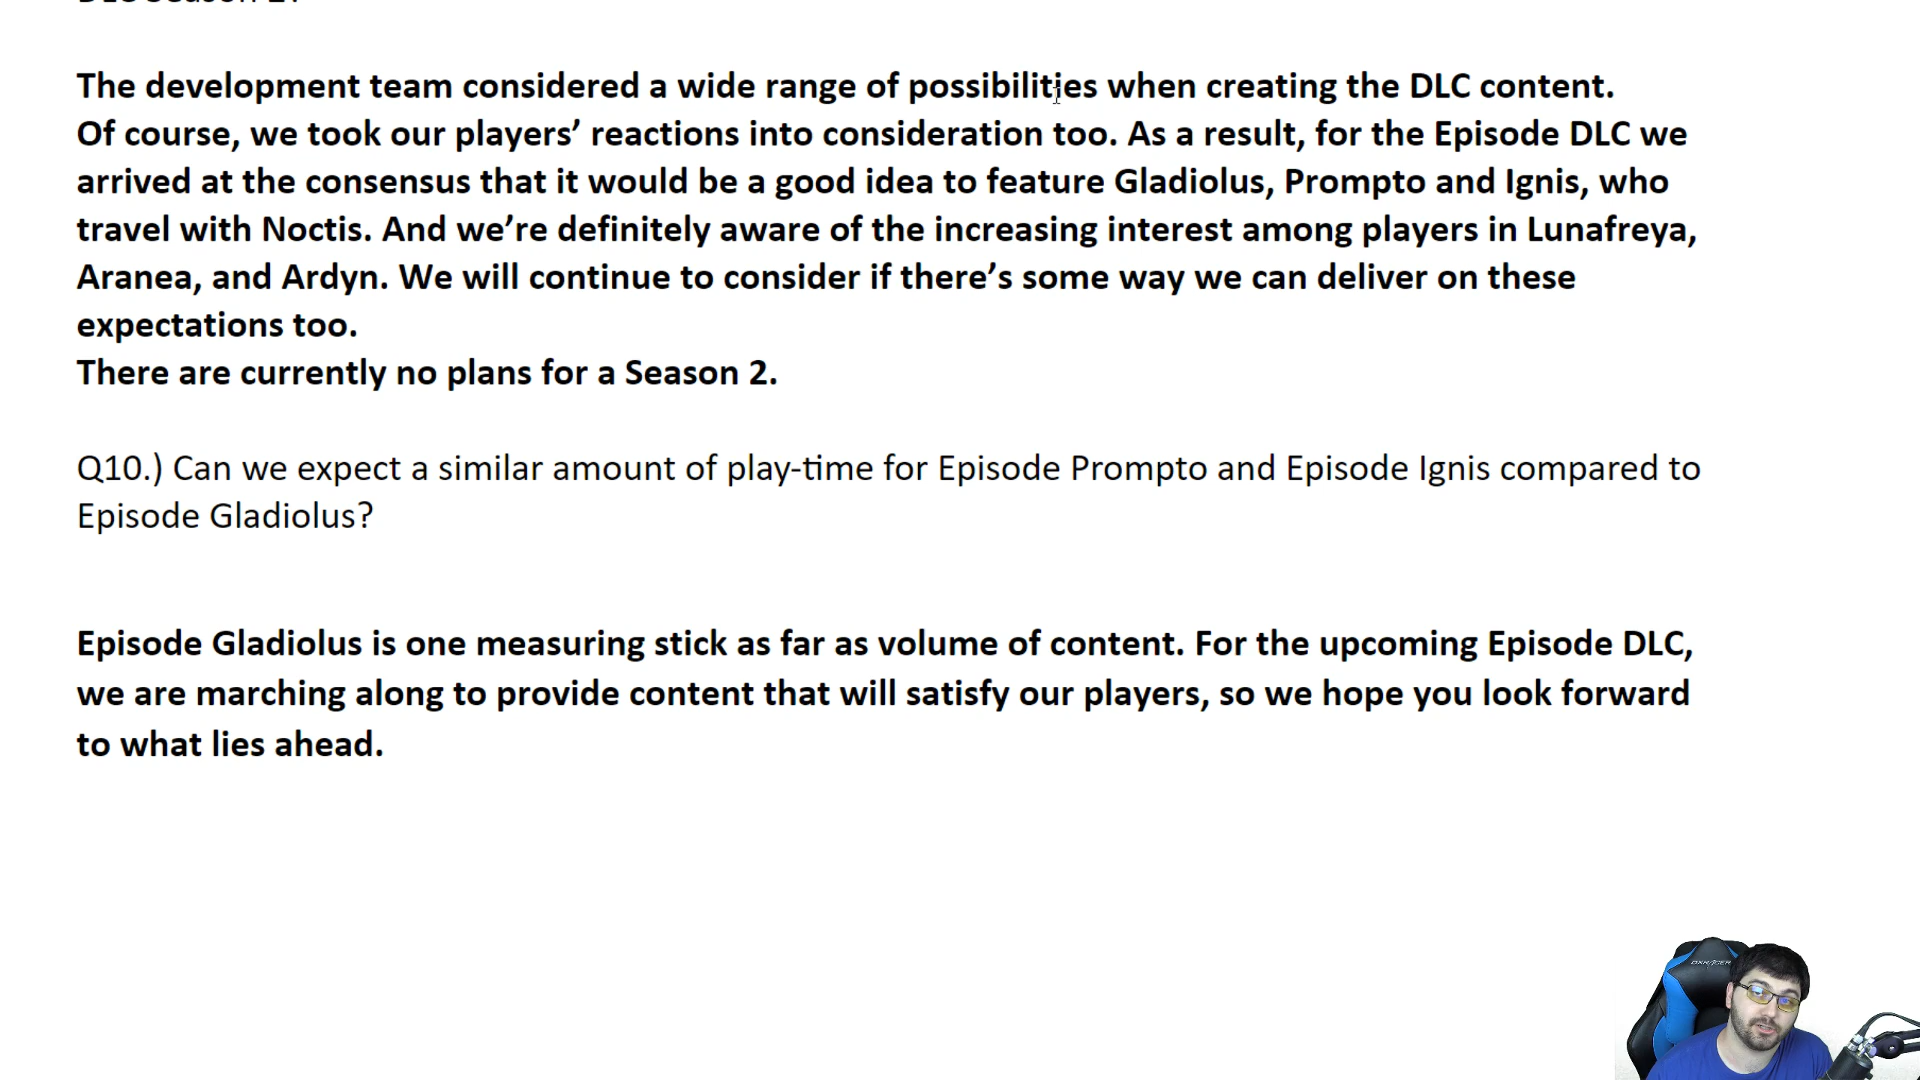 The development team considered a wide range of possibilities when creating the DLC content.
Of course, we took our players’ reactions into consideration too. As a result, for the Episode DLC we
arrived at the consensus that it would be a good idea to feature Gladiolus, Prompto and Ignis, who
travel with Noctis. And we’re definitely aware of the increasing interest among players in Lunafreya,
Aranea, and Ardyn. We will continue to consider if there’s some way we can deliver on these
expectations too.
There are currently no plans for a Season 2.
Q10.) Can we expect a similar amount of play-time for Episode Prompto and Episode Ignis compared to
Episode Gladiolus?
Episode Gladiolus is one measuring stick as far as volume of content. For the upcoming Episode DLC,
we are marching along to provide content that will satisfy our players, so we hope you look forward
to what lies ahead.
DXRACER